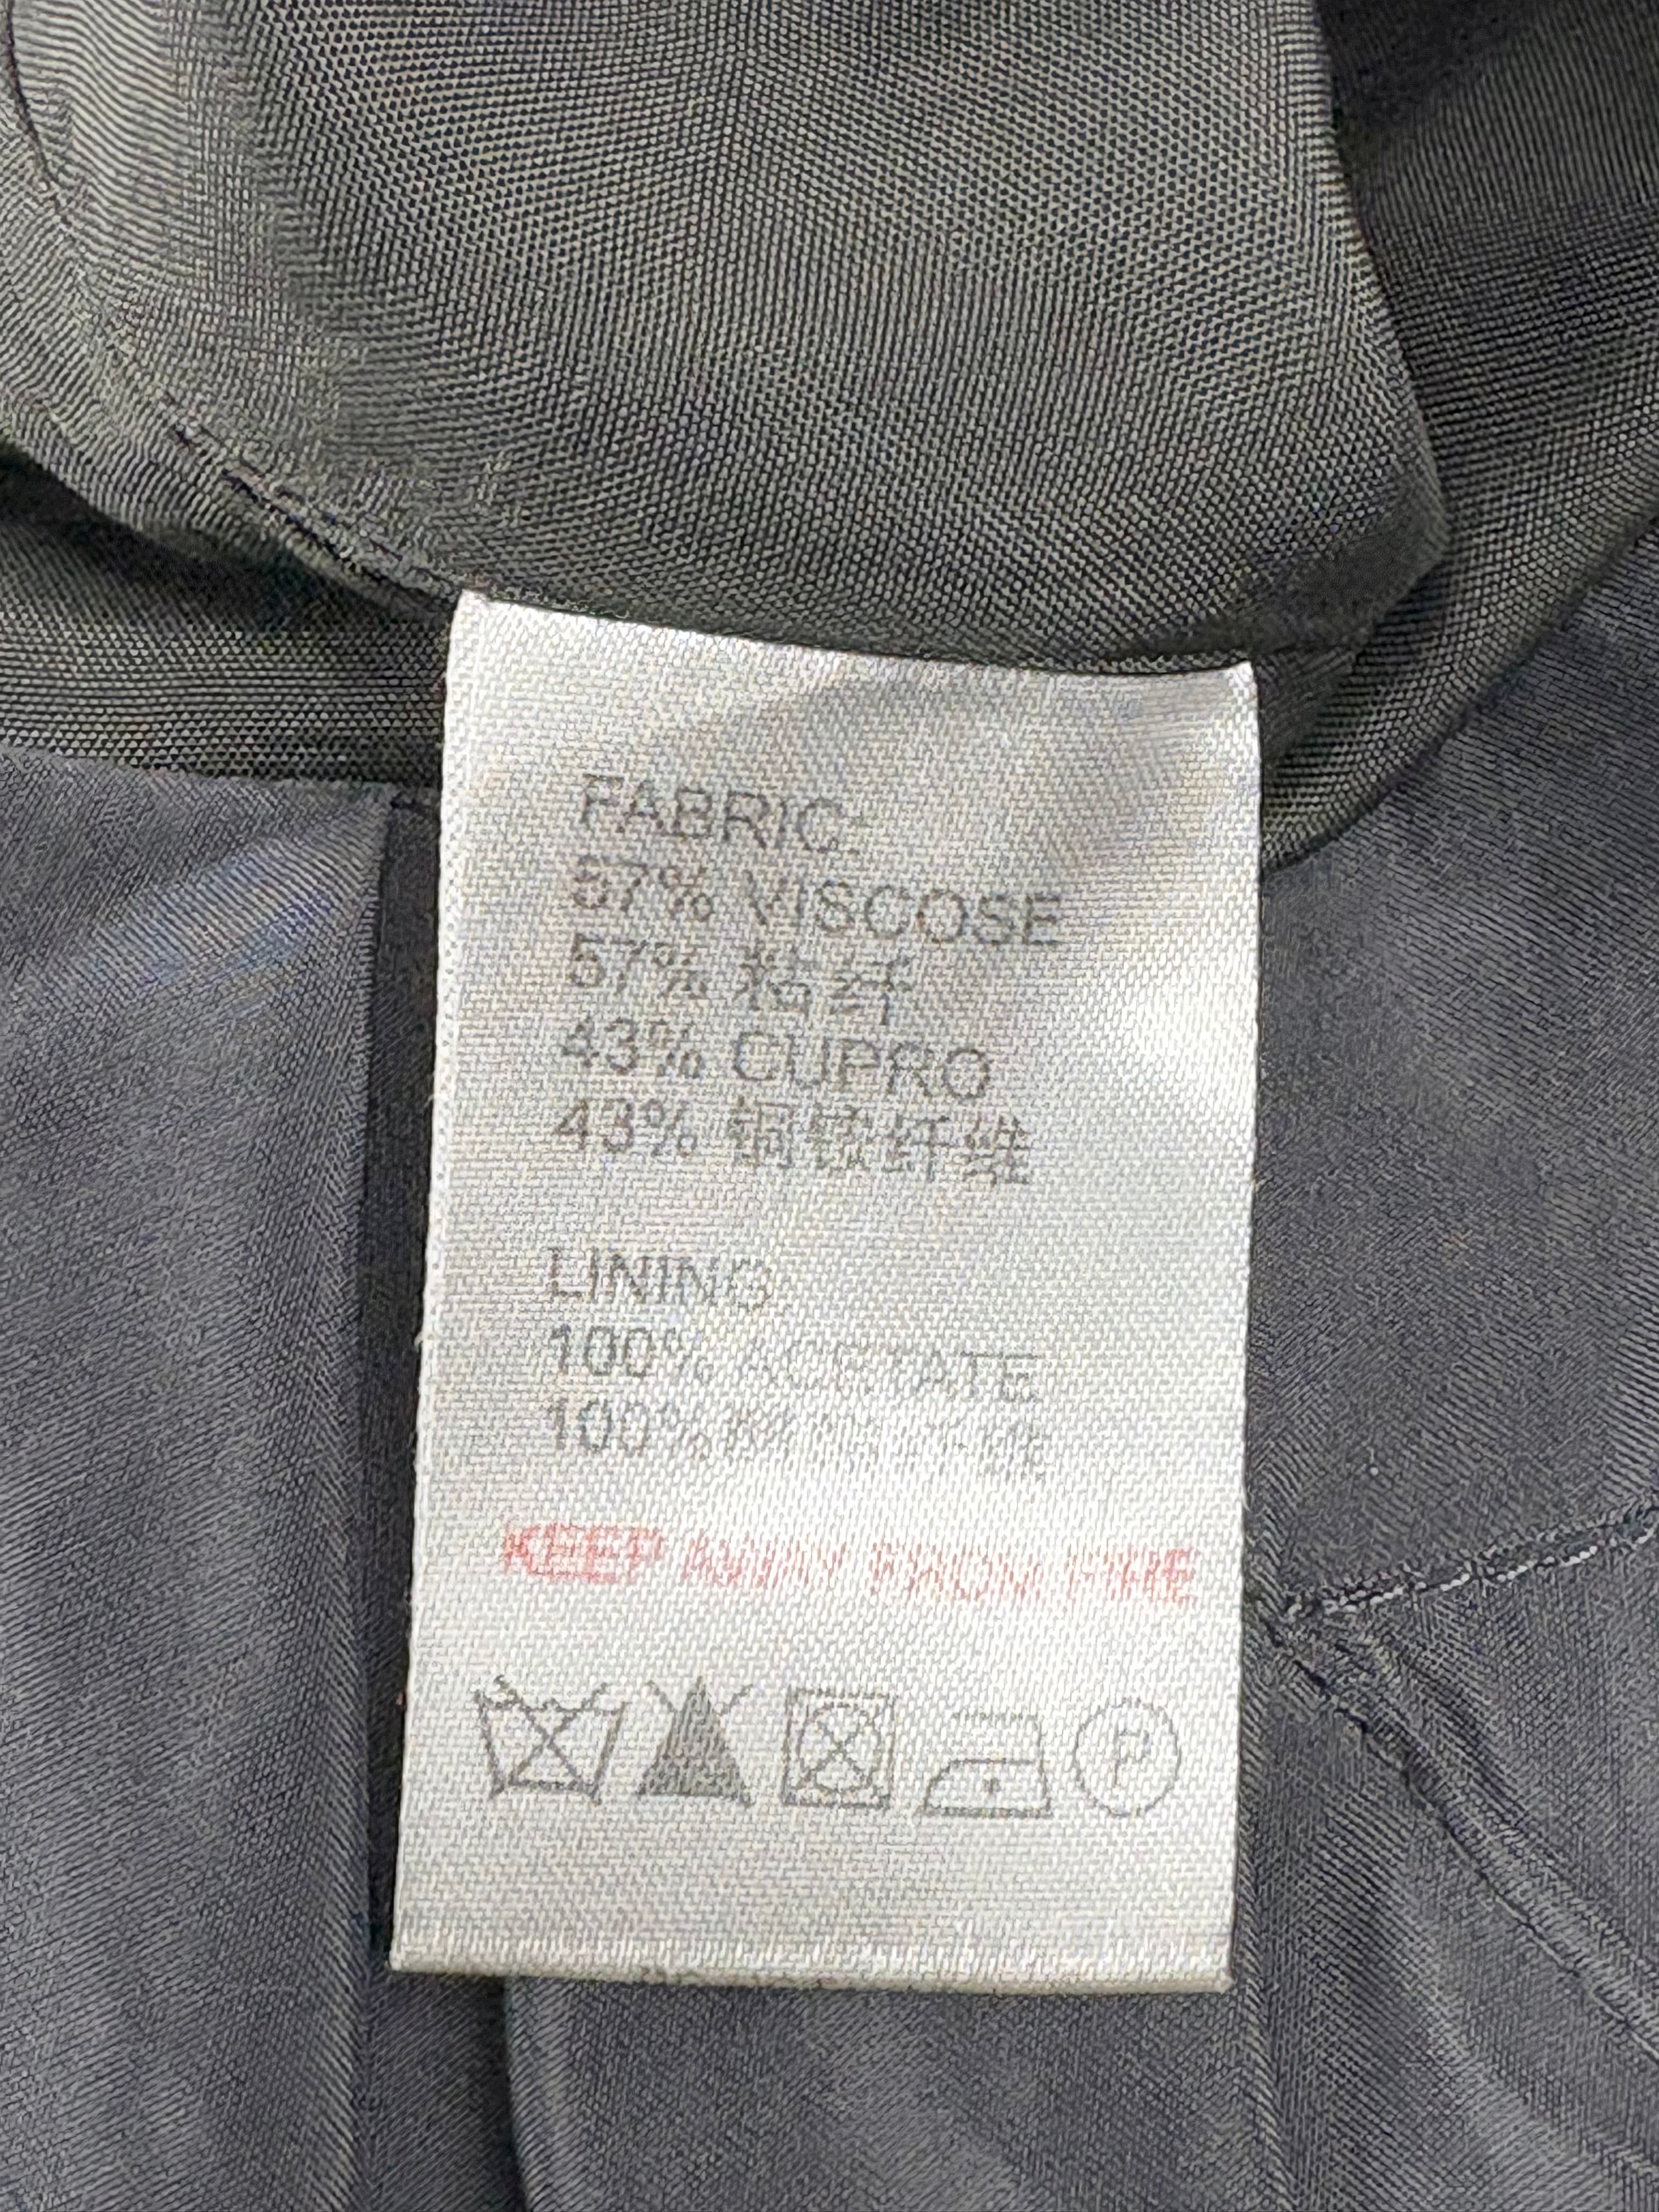 FABRIC:
57% VISCOSE
57% 粘纤
43% CUPRO
43% 铜铵纤维
LINING
100% ACETATE
100%
KEEP AWAY FROM FIRE
P